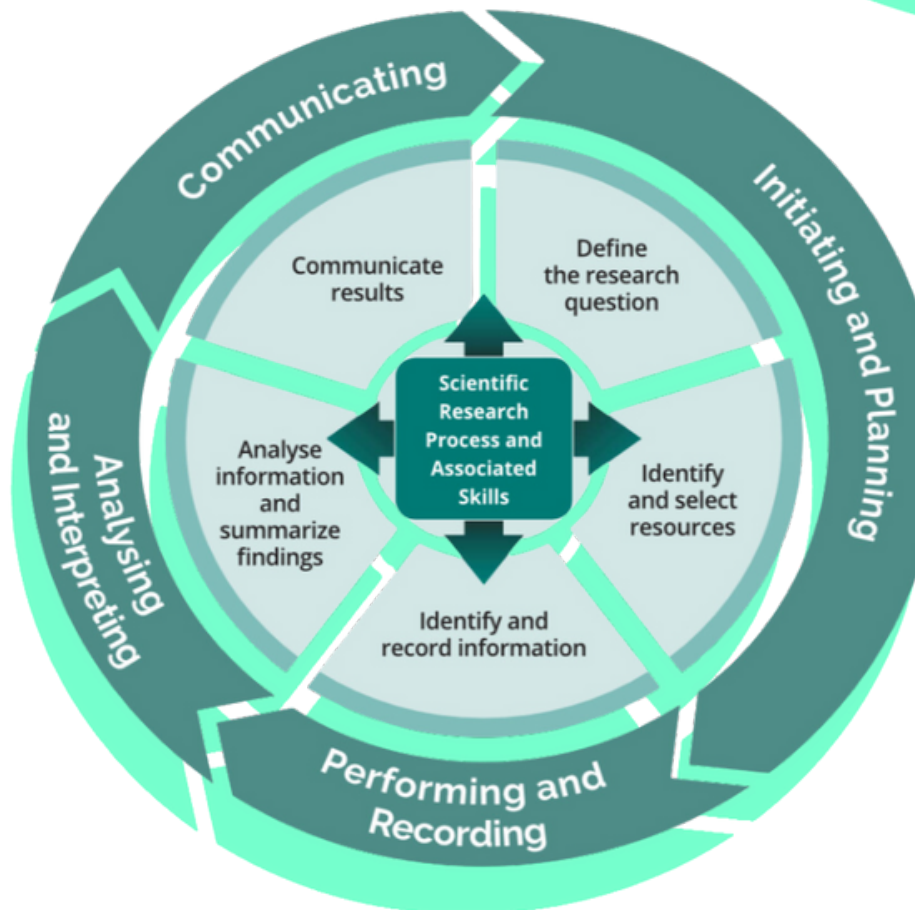 Communicating
Initiating and Planning
Communicate
results
Define
the research
question
Scientific
Research
Process and
Associated
Skills
Analyse
information
and
summarize
findings
Identify
and select
resources
Identify and
record information
Analysing
and Interpreting
Performing and
Recording